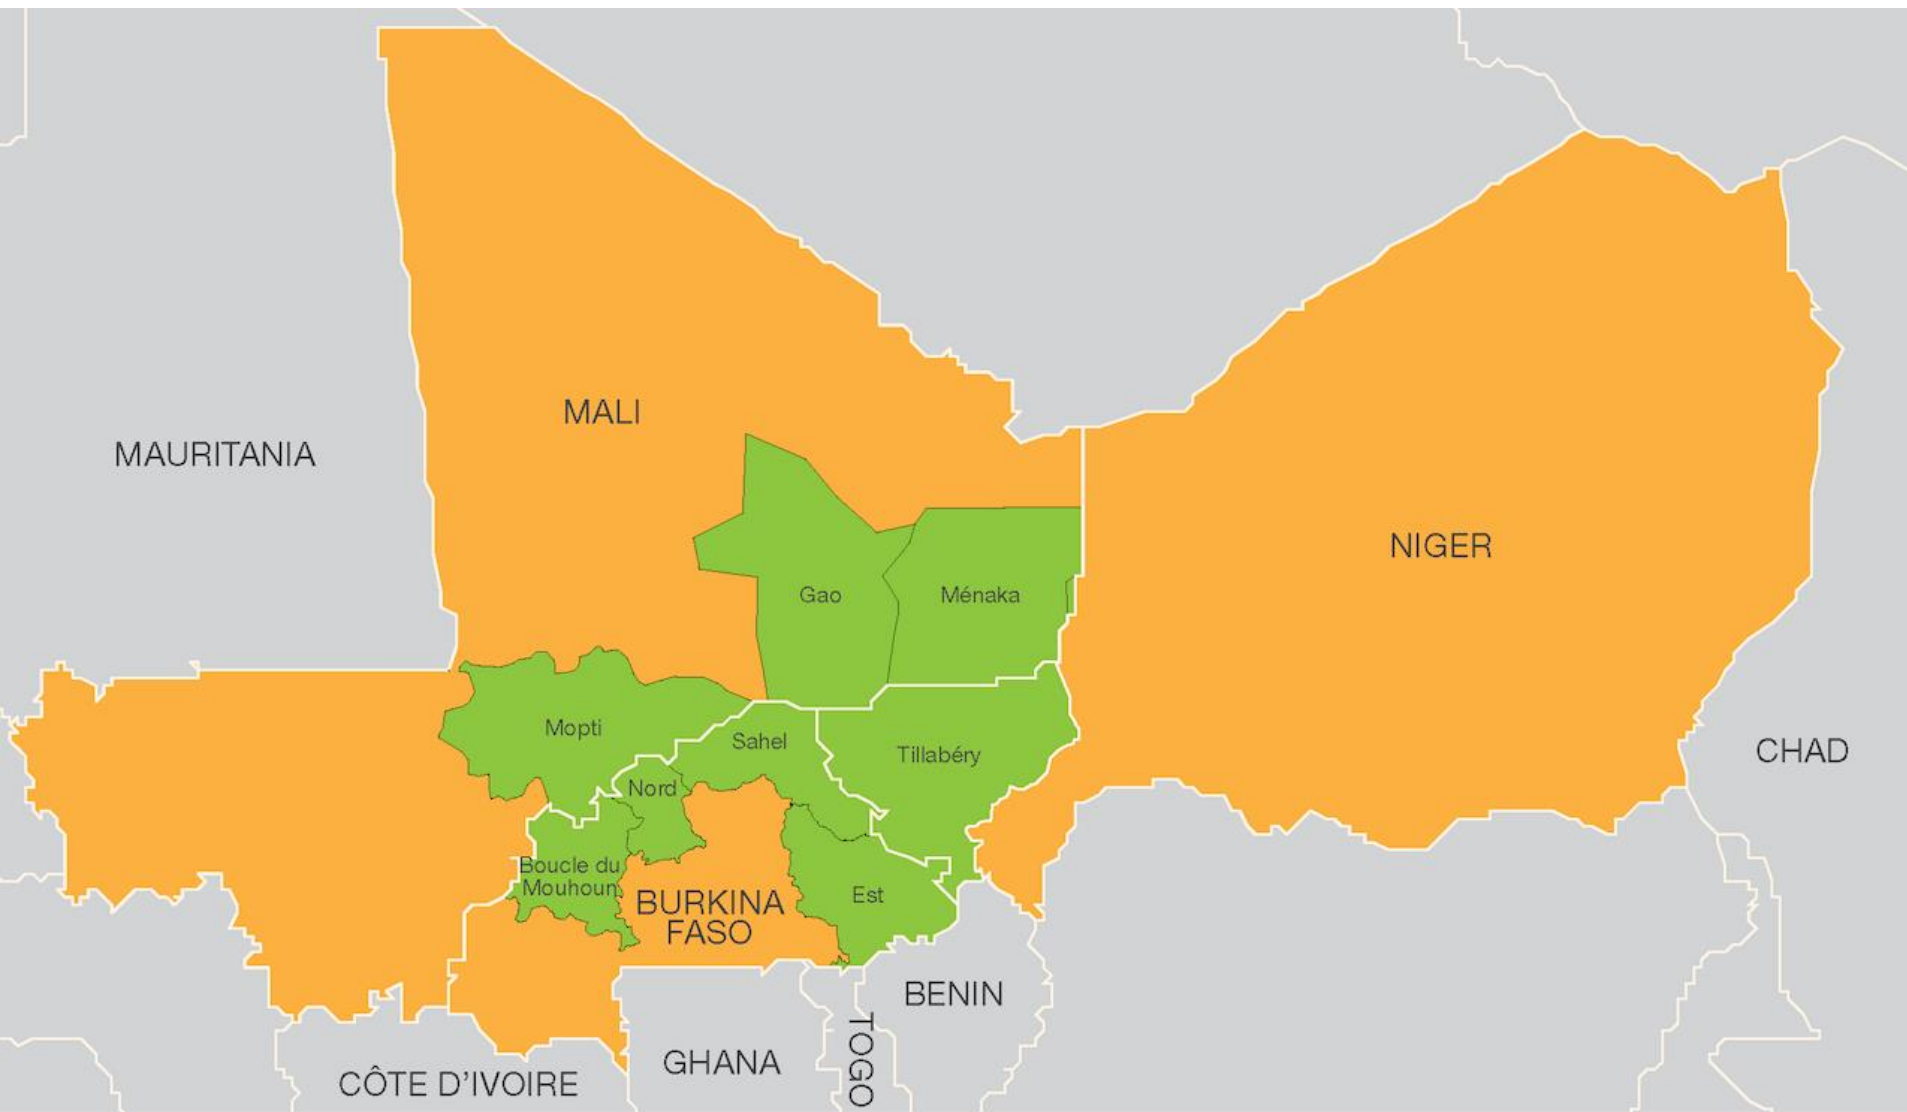 MALI
MAURITANIA
NIGER
Gao
Ménaka
Mopti
Sahel
Tillabéry
CHAD
Nord
Boucle du
Mouhoun
Est
BURKINA
FASO
BENIN
TOGO
GHANA
CÔTE D'IVOIRE